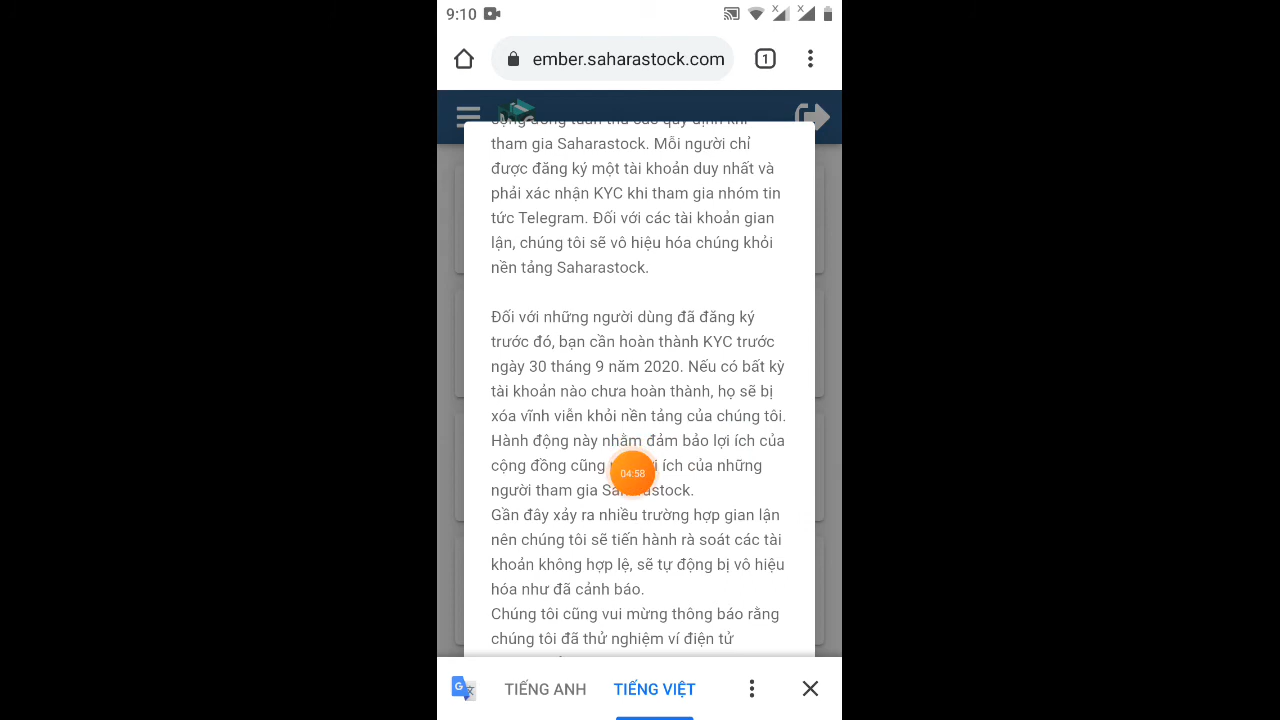 9:10
ember.saharastock.com
1
tham gia Saharastock. Mỗi người chỉ
được đăng ký một tài khoản duy nhất và
phải xác nhận KYC khi tham gia nhóm tin
tức Telegram. Đối với các tài khoản gian
lận, chúng tôi sẽ vô hiệu hóa chúng khỏi
nền tảng Saharastock.
Đối với những người dùng đã đăng ký
trước đó, bạn cần hoàn thành KYC trước
ngày 30 tháng 9 năm 2020. Nếu có bất kỳ
tài khoản nào chưa hoàn thành, họ sẽ bị
xóa vĩnh viễn khỏi nền tảng của chúng tôi.
Hành động này nhằm đảm bảo lợi ích của
cộng đồng cũng ích của những
người tham gia Saharastock.
04:58
Gần đây xảy ra nhiều trường hợp gian lận
nên chúng tôi sẽ tiến hành rà soát các tài
khoản không hợp lệ, sẽ tự động bị vô hiệu
hóa như đã cảnh báo.
Chúng tôi cũng vui mừng thông báo rằng
chúng tôi đã thử nghiệm ví điện tử
TIẾNG ANH TIẾNG VIỆT